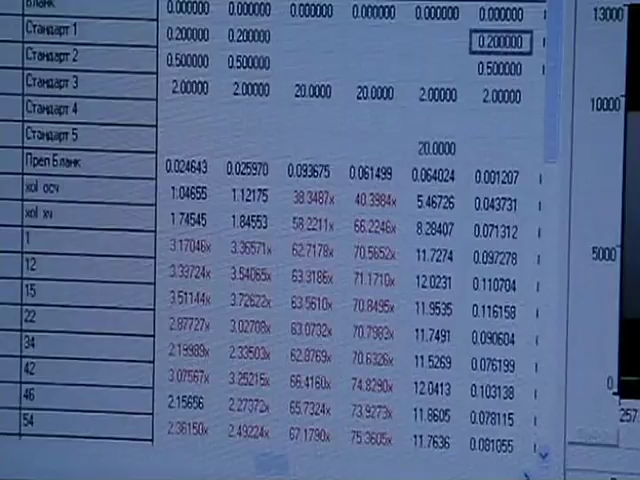 Бланк 0.000000 0.000000 0.000000 0.000000 0.000000 0.000000
Стандарт 1 0.200000 0.200000 0.200000
Стандарт 2 0.500000 0.500000 0.500000
Стандарт 3 2.00000 2.00000 20.0000 20.0000 2.00000 2.00000
Стандарт 4
Стандарт 5 20.0000
Преп Бланк 0.024643 0.025970 0.093675 0.061499 0.064024 0.001207
xol осч 1.04655 1.12175 38.3487x 40.3984x 5.46726 0.043731
xol хч 1.74545 1.84553 58.2211x 66.2246x 8.28407 0.071312
1 3.17046x 3.36571x 62.7178x 70.5652x 11.7274 0.097278
12 3.39724x 3.54065x 63.3186x 71.1710x 12.0231 0.110704
15 3.51144x 3.72622x 63.5610x 70.8495x 11.9535 0.116158
22 2.87727x 3.02708x 63.0732x 70.7983x 11.7491 0.090604
34 2.19989x 2.33503x 62.8769x 70.6326x 11.5269 0.076199
42 3.07567x 3.25215x 66.4160x 74.8290x 12.0413 0.103138
46 2.15656 2.27372x 65.7324x 73.9273x 11.8605 0.078115
54 2.36150x 2.49224x 67.1790x 75.3605x 11.7636 0.081055
13000
10000
5000
0
257